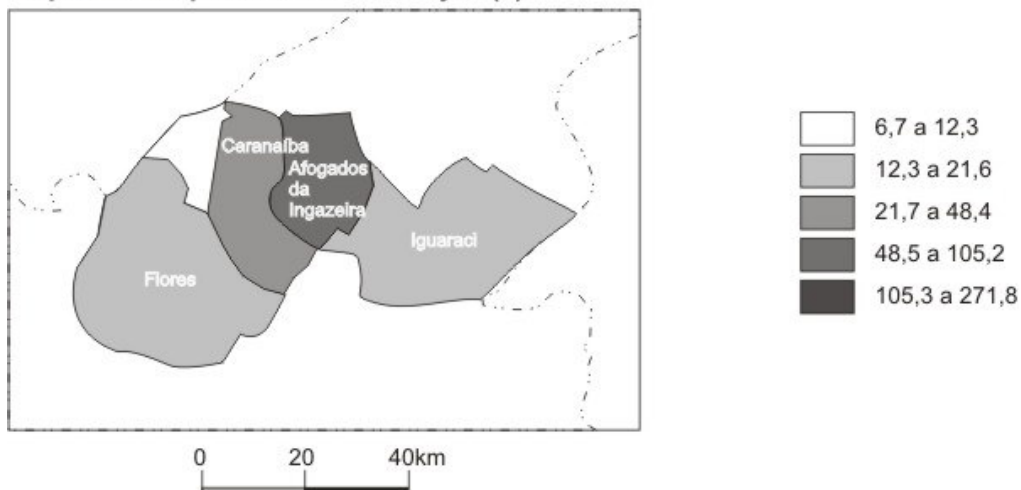 Caranaíba
Afogados
da
Ingazeira
Iguaraci
Flores
6,7 a 12,3
12,3 a 21,6
21,7 a 48,4
48,5 a 105,2
105,3 a 271,8
0 20 40km